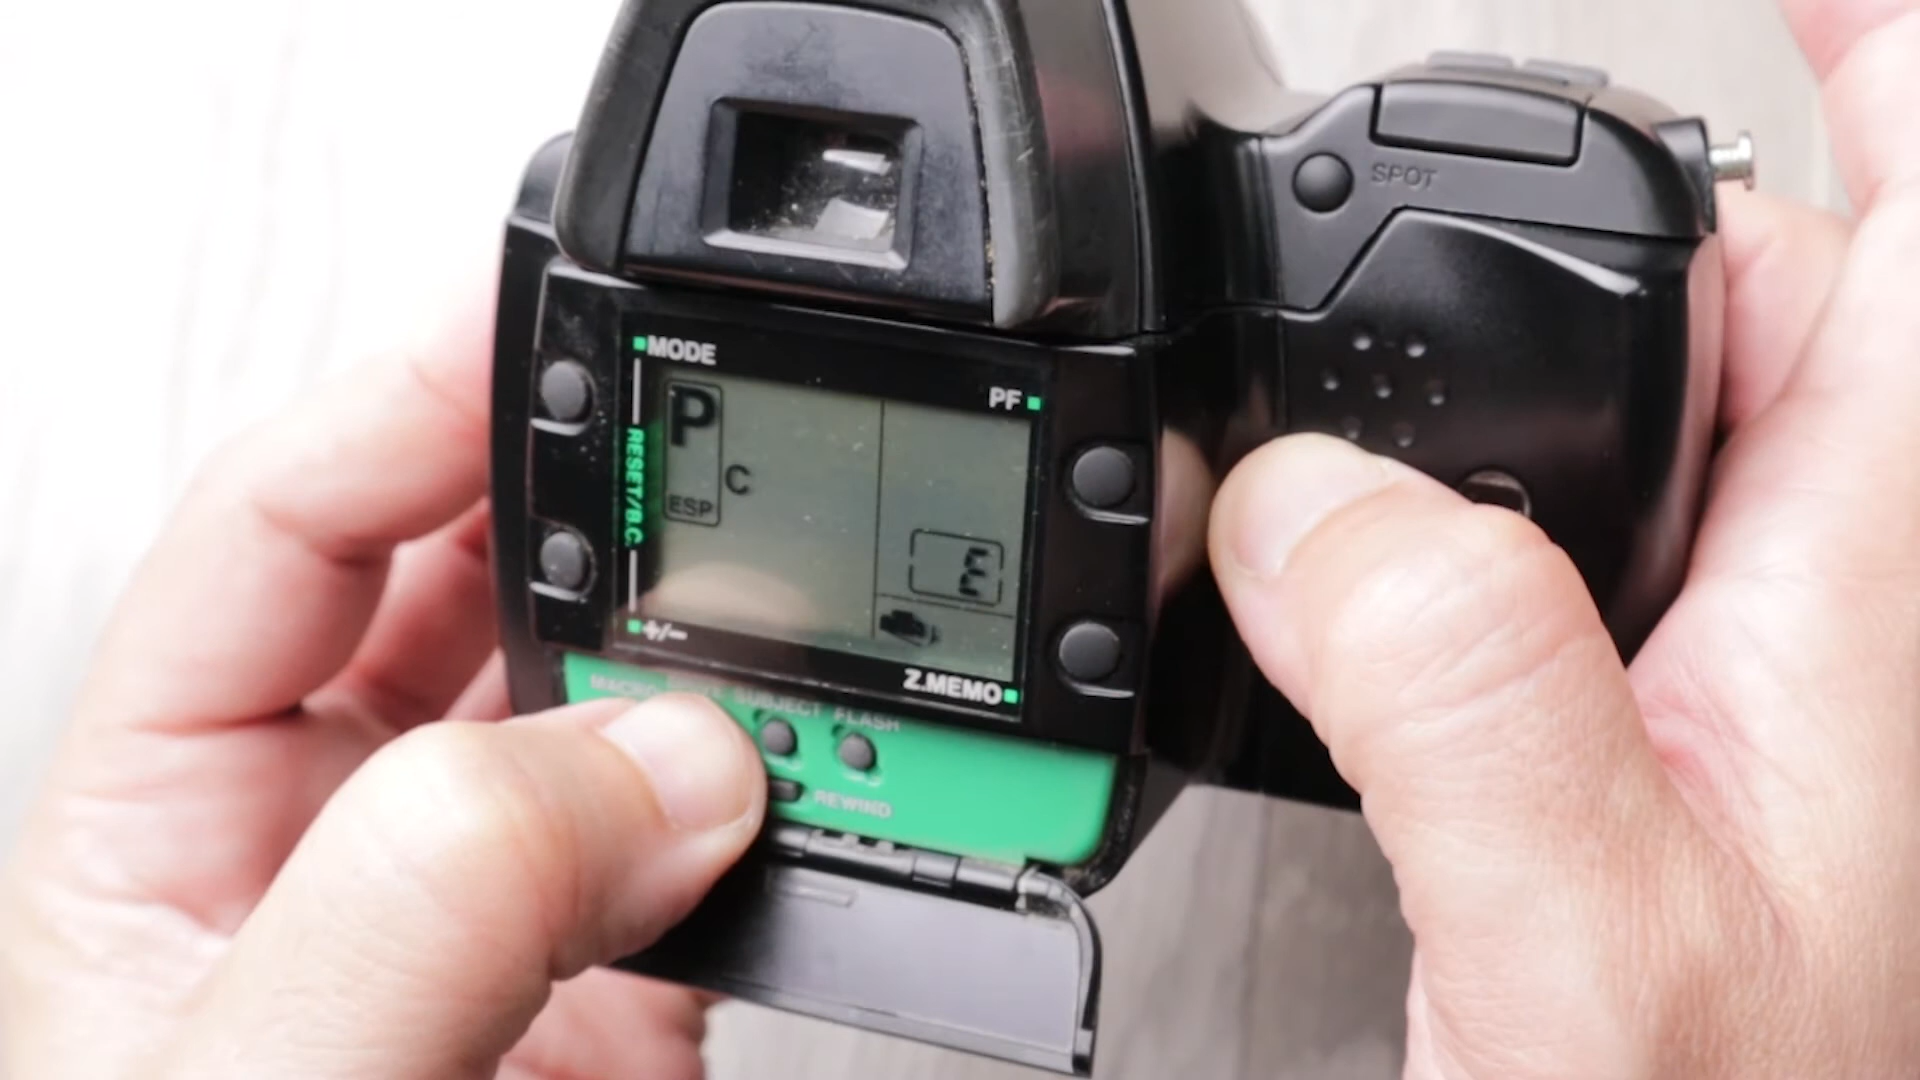 SPOT
MODE
PF
P
C
ESP
RESET/B.C.
E
+/−
Z.MEMO
SUBJECT FLASH
REWIND